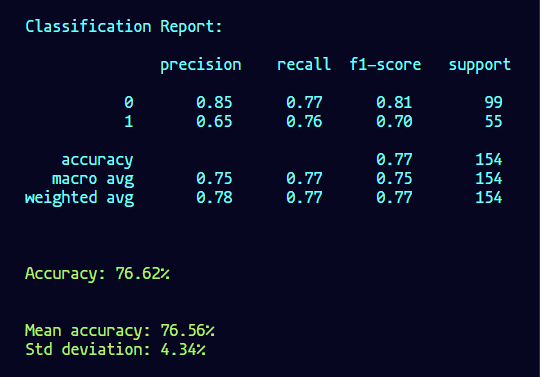 Classification Report:
precision recall f1-score support
0 0.85 0.77 0.81 99
1 0.65 0.76 0.70 55
accuracy 0.77 154
macro avg 0.75 0.77 0.75 154
weighted avg 0.78 0.77 0.77 154
Accuracy: 76.62%
Mean accuracy: 76.56%
Std deviation: 4.34%